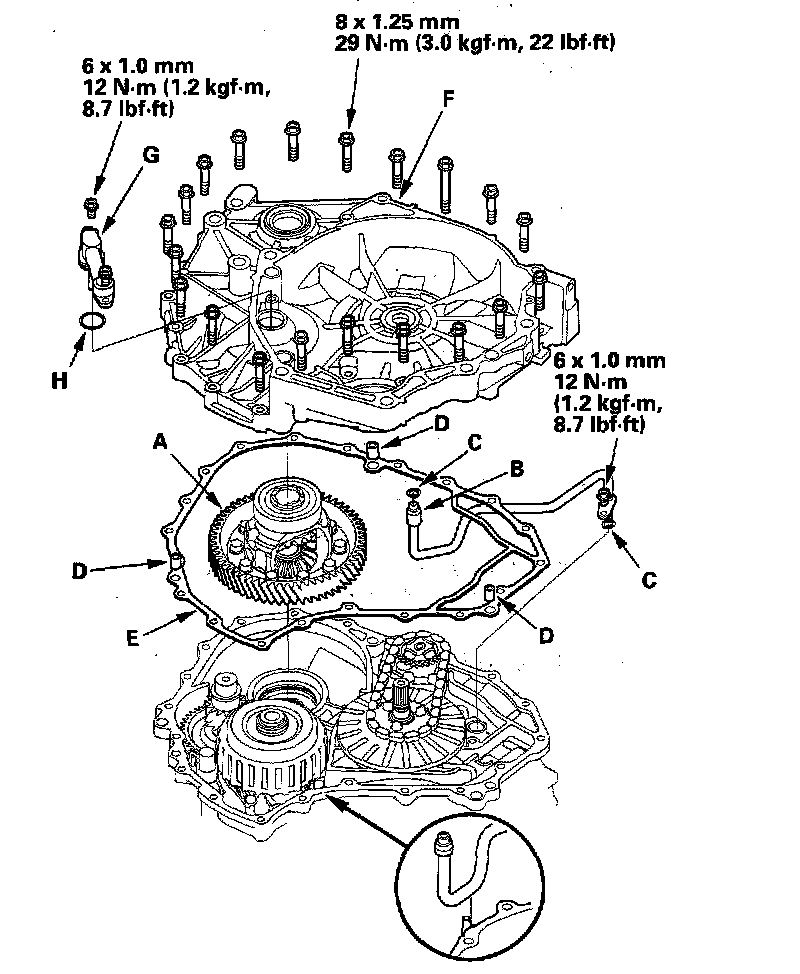 8 x 1.25 mm
29 N·m (3.0 kgf·m, 22 lbf·ft)
6 x 1.0 mm
12 N·m (1.2 kgf·m,
8.7 lbf·ft)
F
G
H
6 x 1.0 mm
12 N·m
(1.2 kgf·m,
8.7 lbf·ft)
D
A
C
B
D
C
E
D